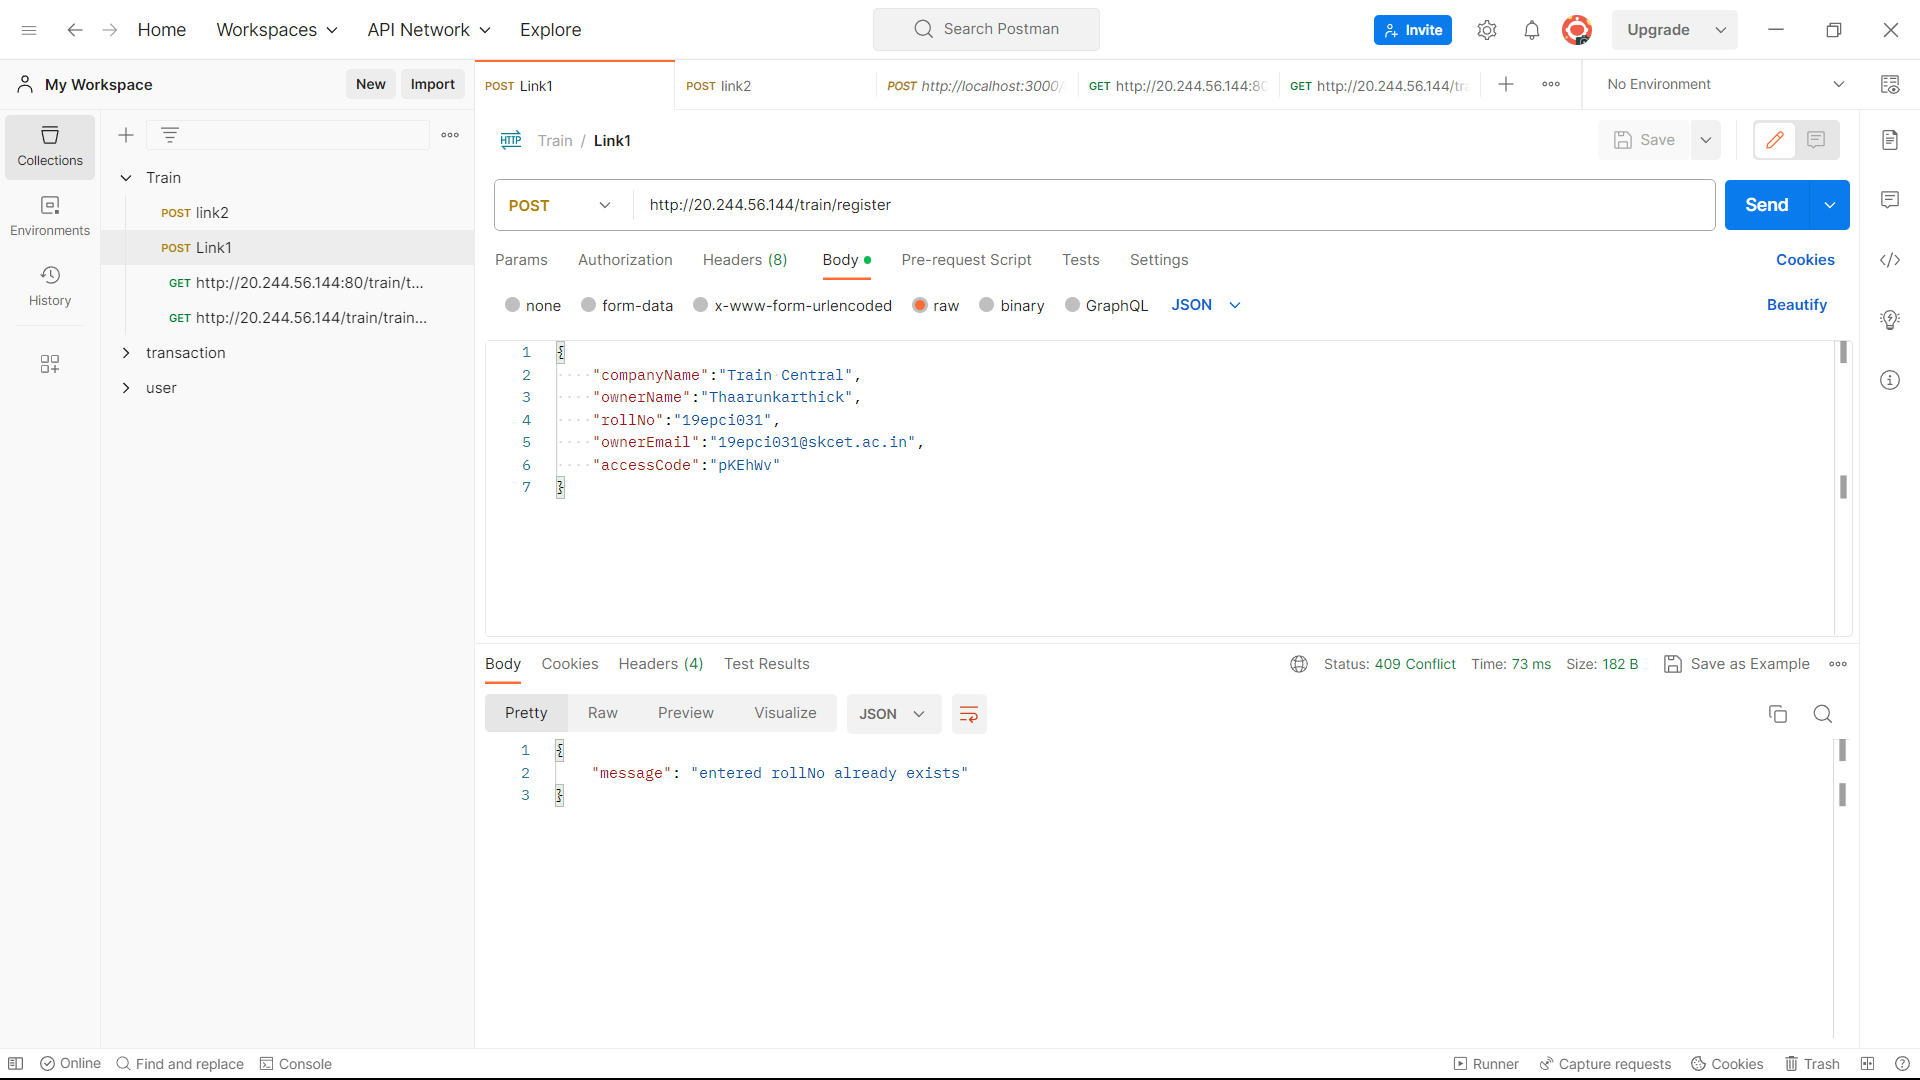 Home Workspaces API Network Explore Search Postman Invite Upgrade
My Workspace New Import
POST Link1 POST link2 POST http://localhost:3000/ GET http://20.244.56.144:80 GET http://20.244.56.144/tra No Environment
Collections
Environments
History
Train
POST link2
POST Link1
GET http://20.244.56.144:80/train/t...
GET http://20.244.56.144/train/train...
transaction
user
HTTP Train / Link1 Save
POST http://20.244.56.144/train/register Send
Params Authorization Headers (8) Body Pre-request Script Tests Settings Cookies
none form-data x-www-form-urlencoded raw binary GraphQL JSON Beautify
1 {
2 "companyName":"Train Central",
3 "ownerName":"Thaarunkarthick",
4 "rollNo":"19epci031",
5 "ownerEmail":"19epci031@skcet.ac.in",
6 "accessCode":"pKEhWv"
7 }
Body Cookies Headers (4) Test Results Status: 409 Conflict Time: 73 ms Size: 182 B Save as Example
Pretty Raw Preview Visualize JSON
1 {
2 "message": "entered rollNo already exists"
3 }
Online Find and replace Console Runner Capture requests Cookies Trash